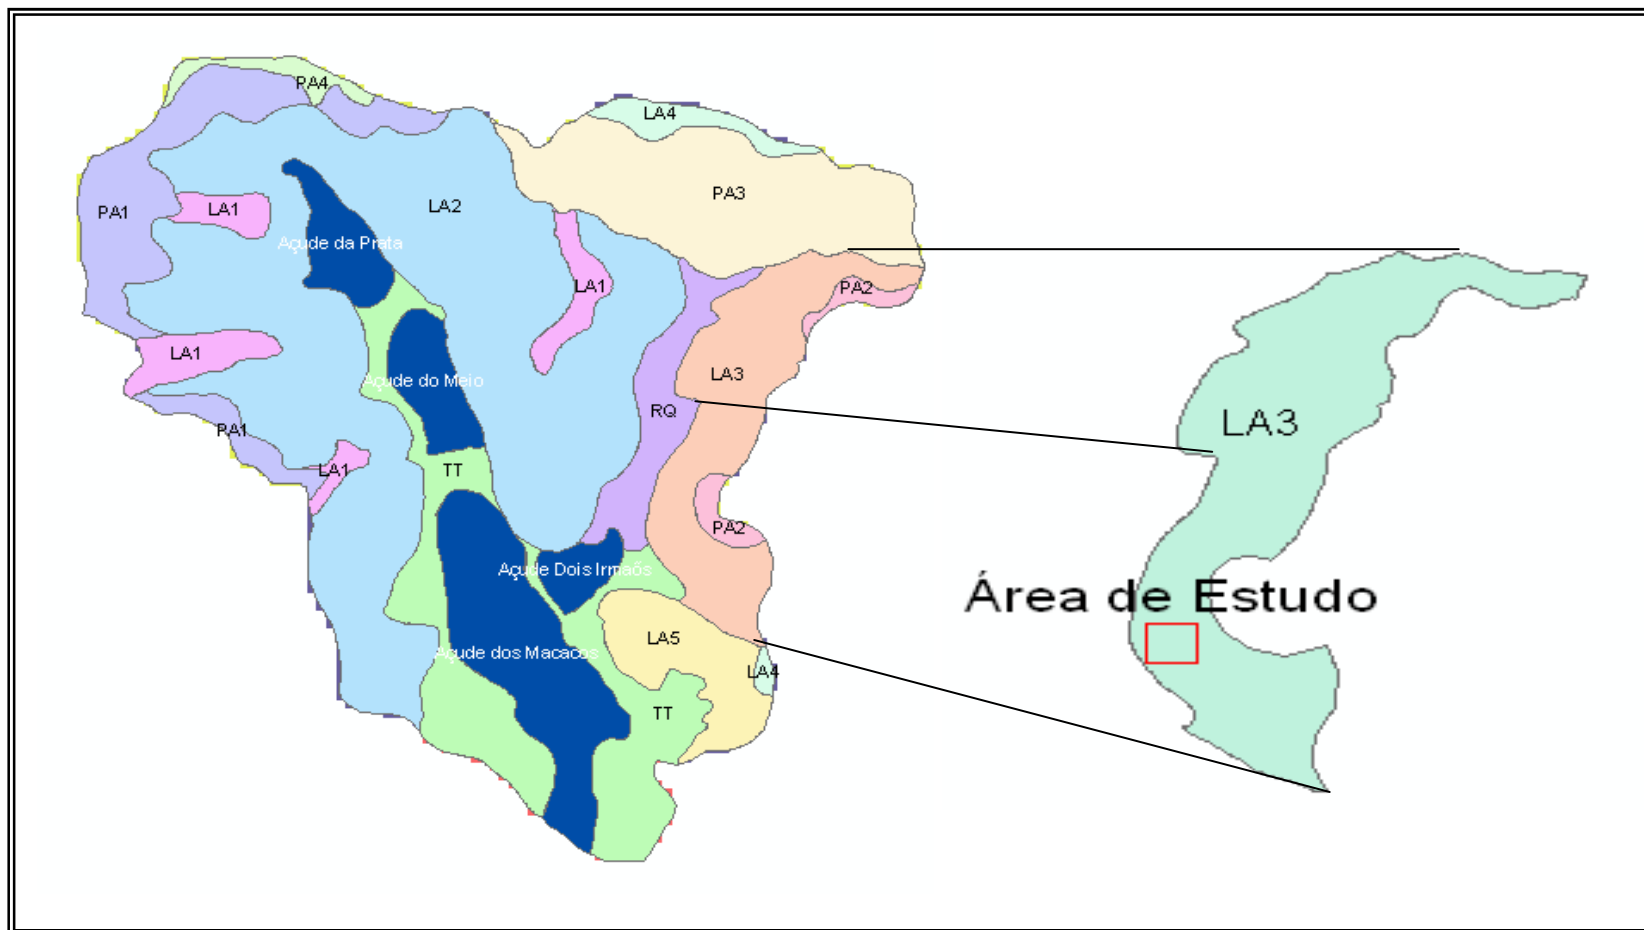 PA4
LA4
PA3
PA1
LA1
LA2
Açude da Prata
LA1
PA2
LA1
LA3
Açude do Meio
RQ
LA3
PA1
LA1
TT
PA2
Açude Dois Irmaõs
Área de Estudo
LA5
Açude dos Macacos
LA4
TT